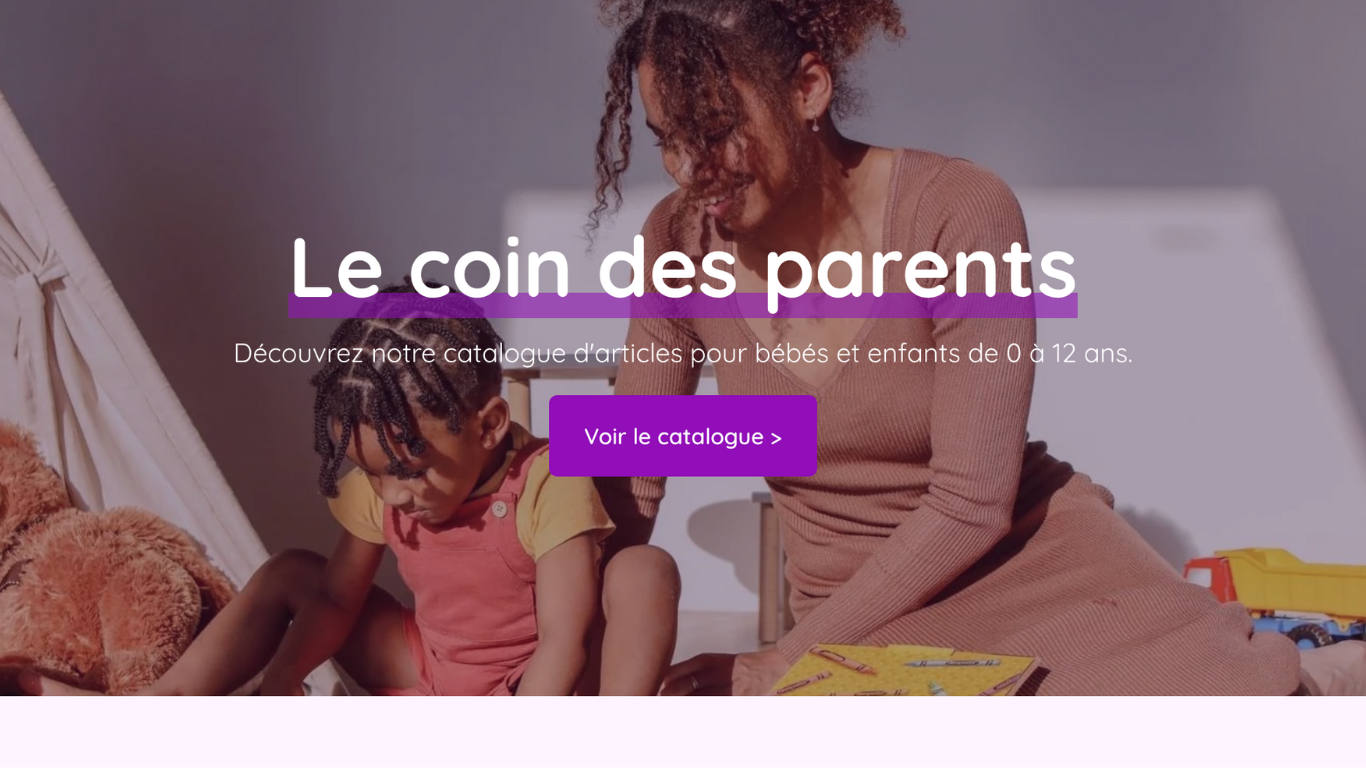 Le coin des parents
Découvrez notre catalogue d'articles pour bébés et enfants de 0 à 12 ans.
Voir le catalogue >